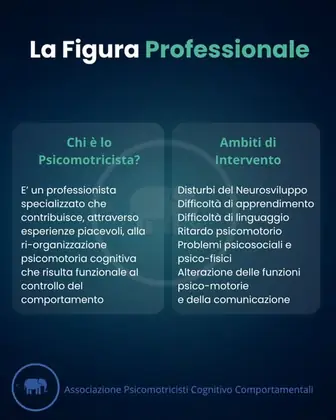 La Figura Professionale
Chi è lo
Psicomotricista?
E' un professionista
specializzato che
contribuisce, attraverso
esperienze piacevoli, alla
ri-organizzazione
psicomotoria cognitiva
che risulta funzionale al
controllo del
comportamento
Ambiti di
Intervento
Disturbi del Neurosviluppo
Difficoltà di apprendimento
Difficoltà di linguaggio
Ritardo psicomotorio
Problemi psicosociali e
psico-fisici
Alterazione delle funzioni
psico-motorie
e della comunicazione
Associazione Psicomotricisti Cognitivo Comportamentali